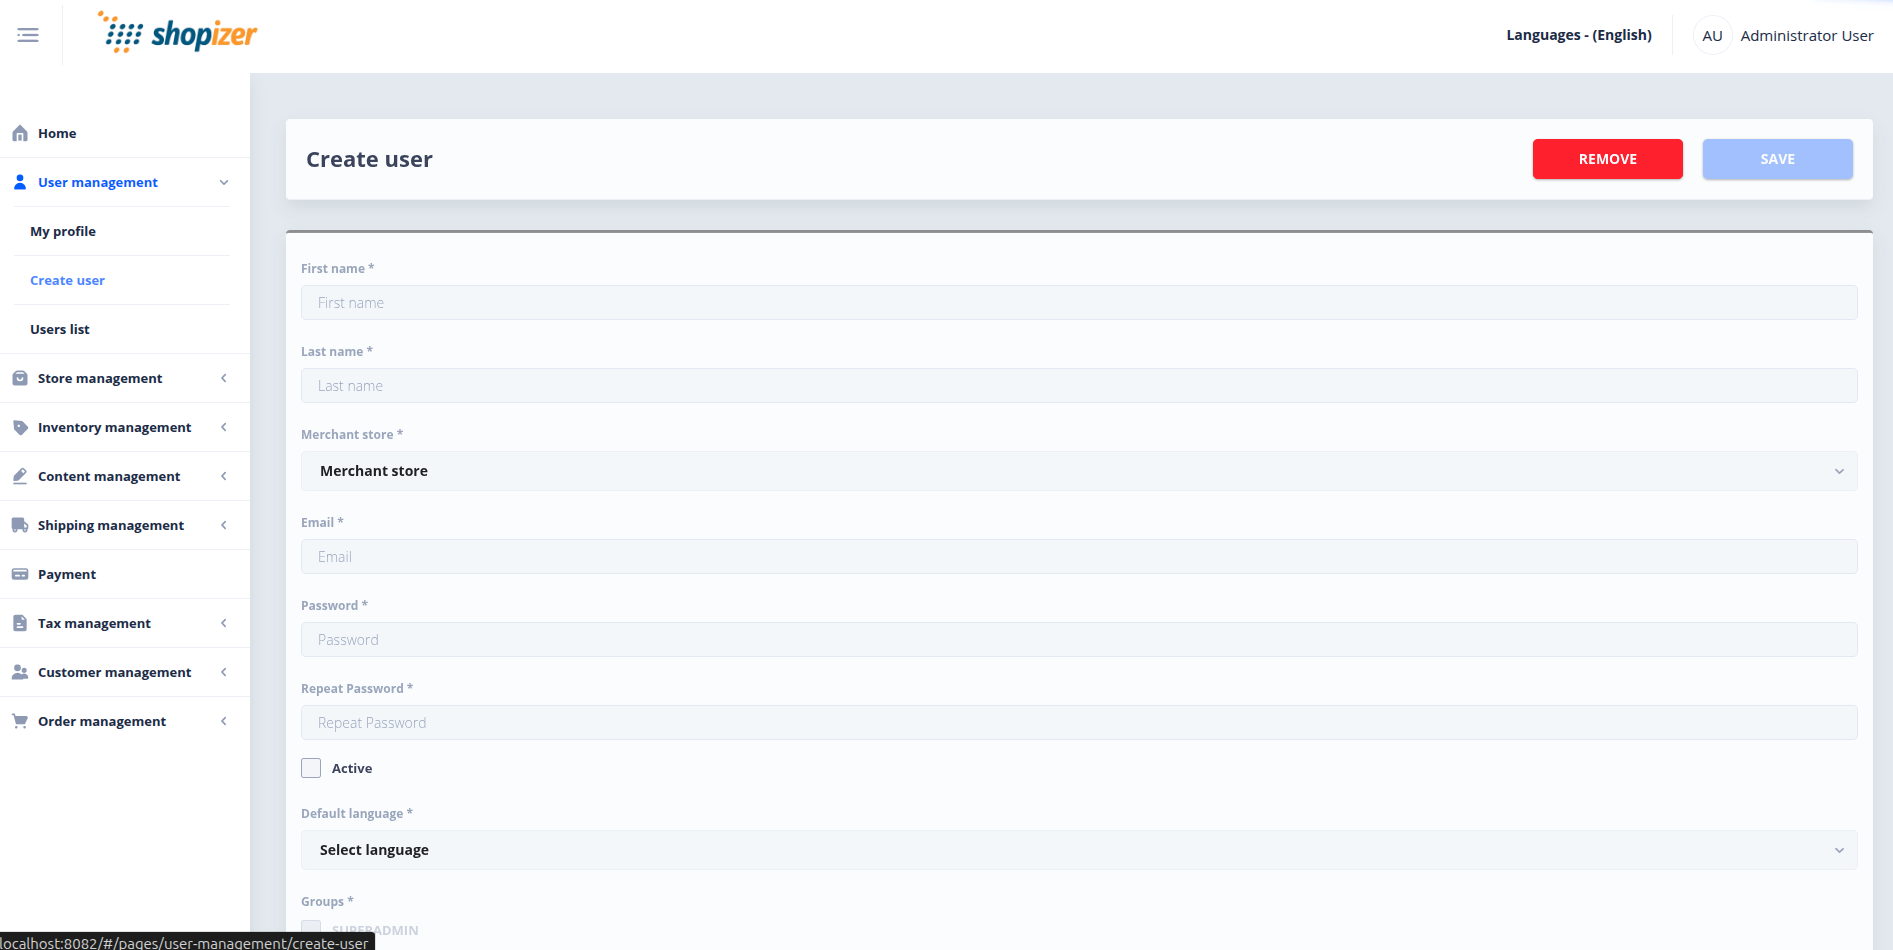 shopizer
Languages - (English)
AU
Administrator User
Home
User management
My profile
Create user
Users list
Store management
Inventory management
Content management
Shipping management
Payment
Tax management
Customer management
Order management
Create user
REMOVE
SAVE
First name *
First name
Last name *
Last name
Merchant store *
Merchant store
Email *
Email
Password *
Password
Repeat Password *
Repeat Password
Active
Default language *
Select language
Groups *
SUPERADMIN
localhost:8082/#/pages/user-management/create-user